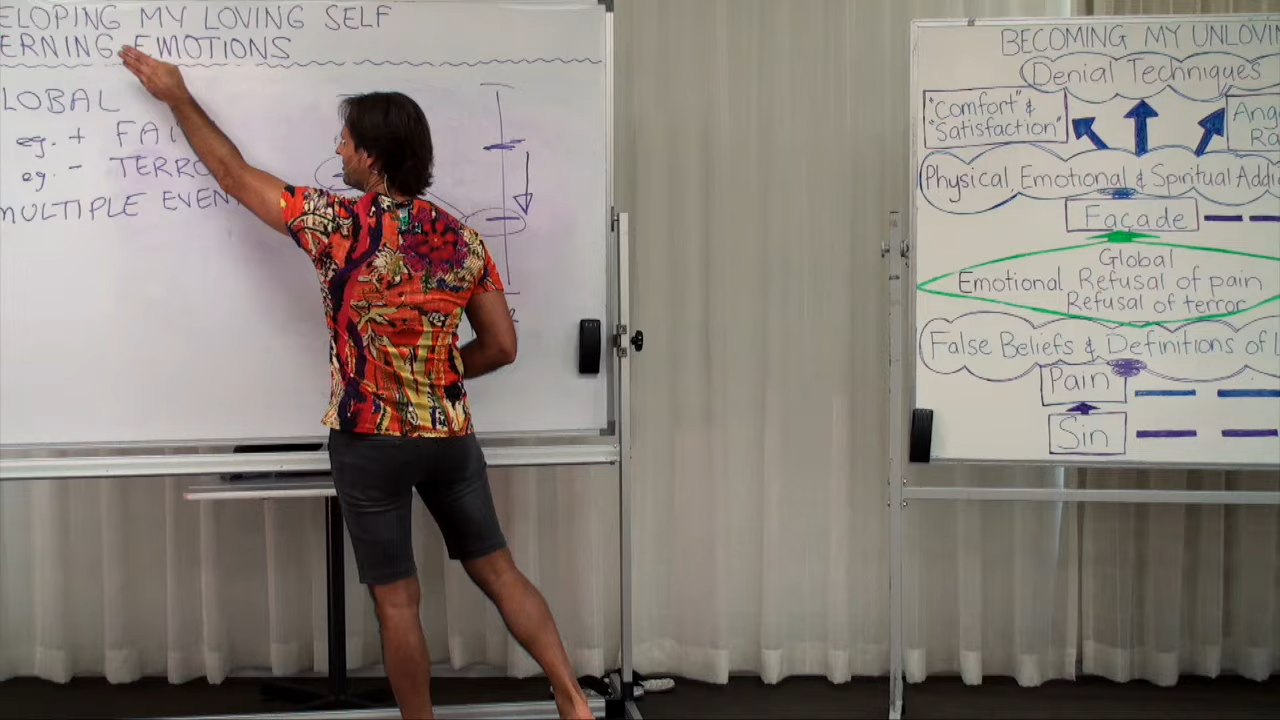 ELOPING MY LOVING SELF
ERNING EMOTIONS
LOBAL
eg. + FAI
eg. - TERRO
MULTIPLE EVEN
BECOMING MY UNLOVIN
Denial Techniques
"Comfort" &
"Satisfaction"
Ang
Ra
Physical Emotional & Spiritual Addi
Façade
Global
Emotional Refusal of pain
Refusal of terror
False Beliefs & Definitions of L
Pain
Sin